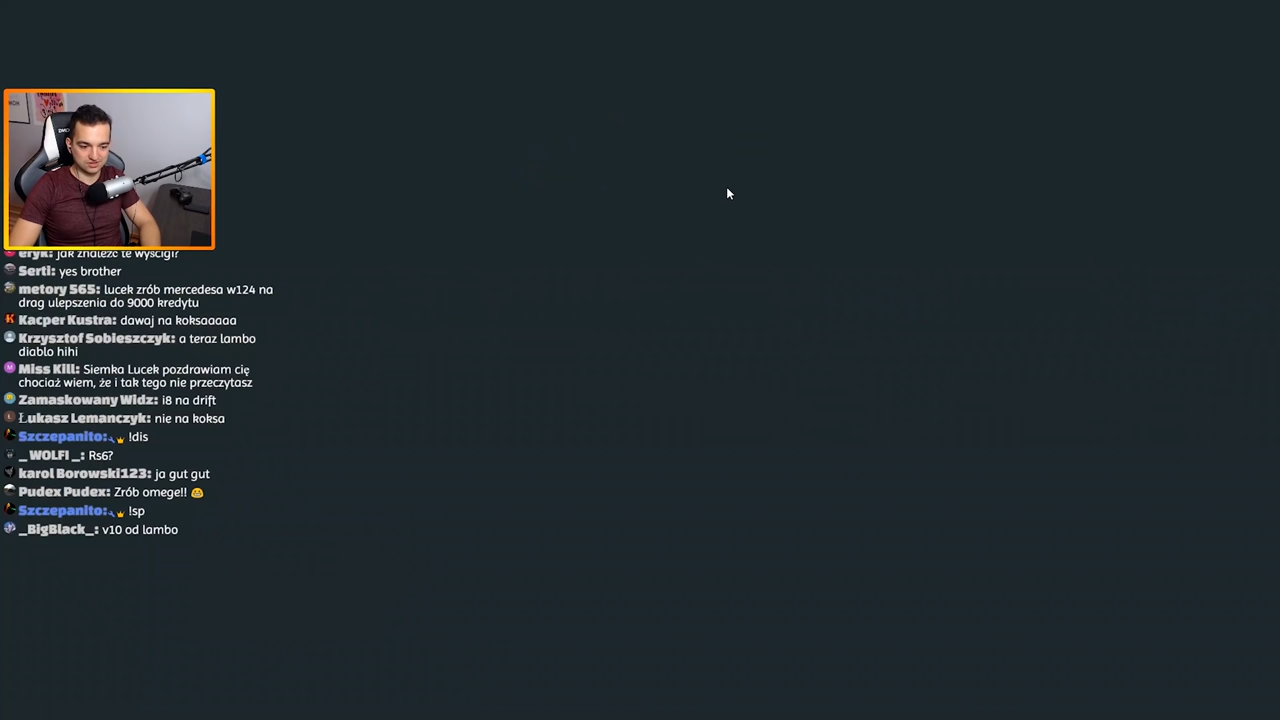 eryk: jak znaleźć te wyścigi?
Serti: yes brother
metory 565: lucek zrób mercedesa w124 na
drag ulepszenia do 9000 kredytu
Kacper Kustra: dawaj na koksaaaaa
Krzysztof Sobieszczyk: a teraz lambo
diablo hihi
Miss Kill: Siemka Lucek pozdrawiam cię
chociaż wiem, że i tak tego nie przeczytasz
Zamaskowany Widz: i8 na drift
Łukasz Lemanczyk: nie na koksa
Szczepanito: !dis
_ WOLFI _: Rs6?
karol Borowski123: ja gut gut
Pudex Pudex: Zrób omege!! 😂
Szczepanito: !sp
_BigBlack_: v10 od lambo